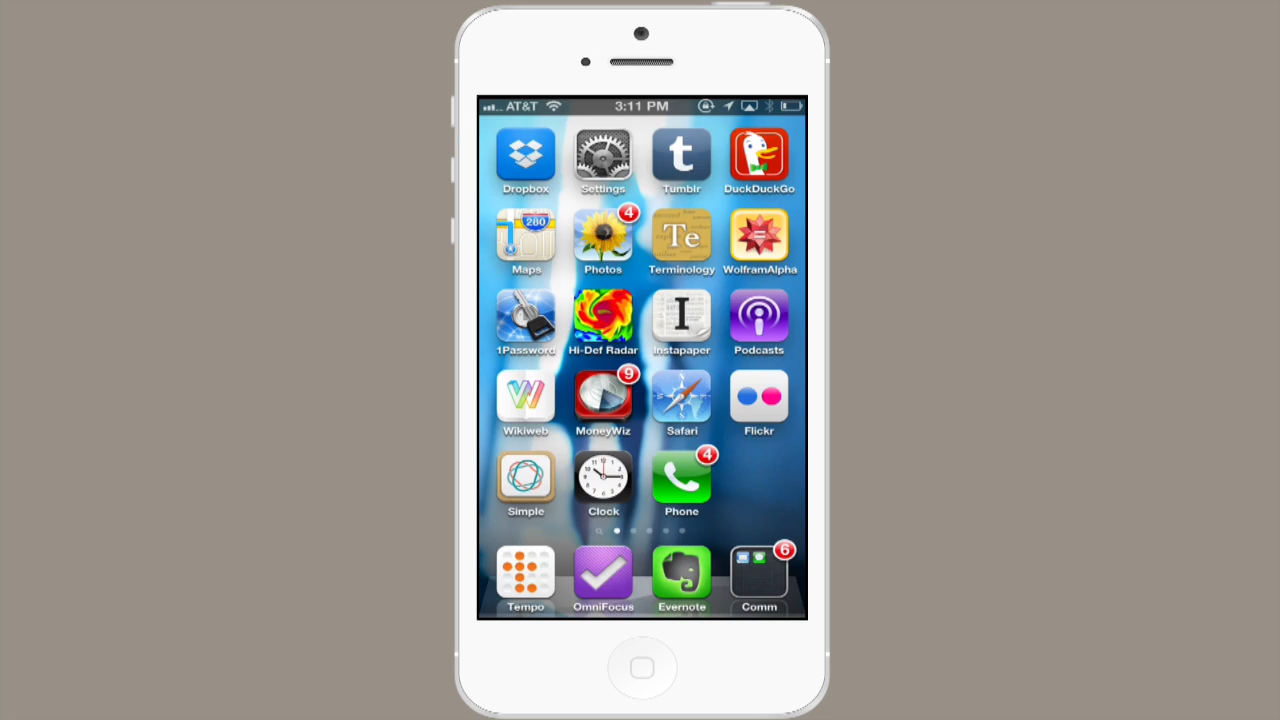 AT&T 3:11 PM
Dropbox Settings Tumblr DuckDuckGo
280 4 Te
Maps Photos Terminology WolframAlpha
1Password Hi-Def Radar Instapaper Podcasts
9
Wikiweb MoneyWiz Safari Flickr
4
Simple Clock Phone
6
Tempo OmniFocus Evernote Comm